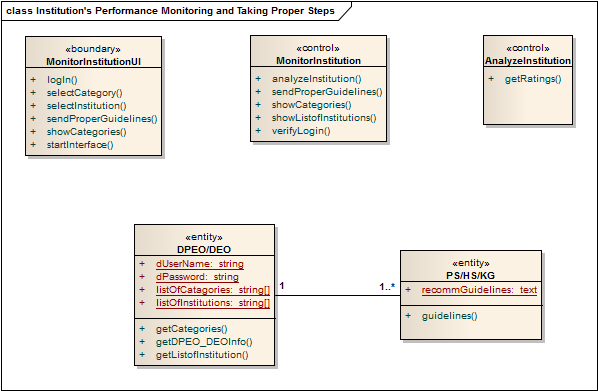 class Institution's Performance Monitoring and Taking Proper Steps
«boundary»
MonitorInstitutionUI
+ logIn()
+ selectCategory()
+ selectInstitution()
+ sendProperGuidelines()
+ showCategories()
+ startInterface()
«control»
MonitorInstitution
+ analyzeInstitution()
+ sendProperGuidelines()
+ showCategories()
+ showListofInstitutions()
+ verifyLogin()
«control»
AnalyzeInstitution
+ getRatings()
«entity»
DPEO/DEO
+ dUserName: string
+ dPassword: string
+ listOfCatagories: string[]
+ listOfInstitutions: string[]
+ getCategories()
+ getDPEO_DEOInfo()
+ getListofInstitution()
1
1..*
«entity»
PS/HS/KG
+ recommGuidelines: text
+ guidelines()